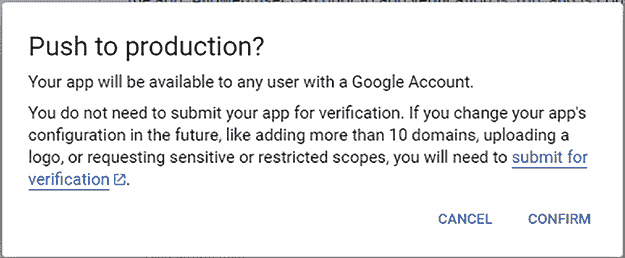 Push to production?
Your app will be available to any user with a Google Account.
You do not need to submit your app for verification. If you change your app's
configuration in the future, like adding more than 10 domains, uploading a
logo, or requesting sensitive or restricted scopes, you will need to submit for
verification.
CANCEL CONFIRM